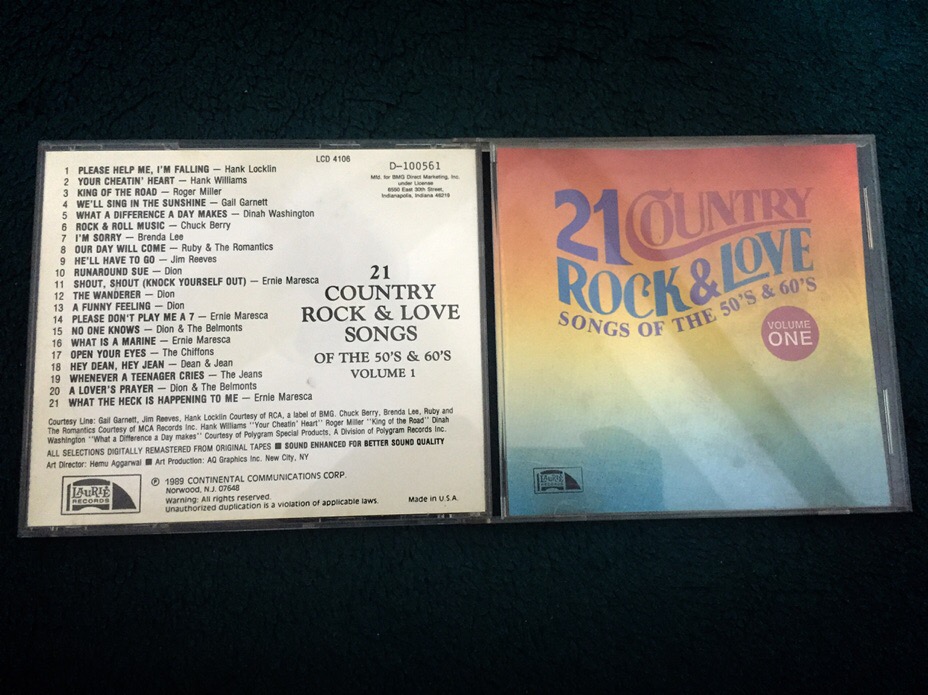 LCD 4106
D-100561
Mfd. for BMG Direct Marketing, Inc.
under License
6550 East 30th Street,
Indianapolis, Indiana 46219
1 PLEASE HELP ME, I'M FALLING — Hank Locklin
2 YOUR CHEATIN' HEART — Hank Williams
3 KING OF THE ROAD — Roger Miller
4 WE'LL SING IN THE SUNSHINE — Gail Garnett
5 WHAT A DIFFERENCE A DAY MAKES — Dinah Washington
6 ROCK & ROLL MUSIC — Chuck Berry
7 I'M SORRY — Brenda Lee
8 OUR DAY WILL COME — Ruby & The Romantics
9 HE'LL HAVE TO GO — Jim Reeves
10 RUNAROUND SUE — Dion
11 SHOUT, SHOUT (KNOCK YOURSELF OUT) — Ernie Maresca
12 THE WANDERER — Dion
13 A FUNNY FEELING — Dion
14 PLEASE DON'T PLAY ME A 7 — Ernie Maresca
15 NO ONE KNOWS — Dion & The Belmonts
16 WHAT IS A MARINE — Ernie Maresca
17 OPEN YOUR EYES — The Chiffons
18 HEY DEAN, HEY JEAN — Dean & Jean
19 WHENEVER A TEENAGER CRIES — The Jeans
20 A LOVER'S PRAYER — Dion & The Belmonts
21 WHAT THE HECK IS HAPPENING TO ME — Ernie Maresca
21
COUNTRY
ROCK & LOVE
SONGS
OF THE 50'S & 60'S
VOLUME 1
Courtesy Line: Gail Garnett, Jim Reeves, Hank Locklin Courtesy of RCA, a label of BMG. Chuck Berry, Brenda Lee, Ruby and
The Romantics Courtesy of MCA Records Inc. Hank Williams "Your Cheatin' Heart" Roger Miller "King of the Road" Dinah
Washington "What a Difference a Day makes" Courtesy of Polygram Special Products, A Division of Polygram Records Inc.
ALL SELECTIONS DIGITALLY REMASTERED FROM ORIGINAL TAPES ■ SOUND ENHANCED FOR BETTER SOUND QUALITY
Art Director: Hemu Aggarwal ■ Art Production: AQ Graphics Inc. New City, NY
LAURIE
RECORDS
℗ 1989 CONTINENTAL COMMUNICATIONS CORP.
Norwood, N.J. 07648
Warning: All rights reserved.
Unauthorized duplication is a violation of applicable laws.
Made in U.S.A.
21 COUNTRY
ROCK & LOVE
SONGS OF THE 50'S & 60'S
VOLUME
ONE
LAURIE
RECORDS